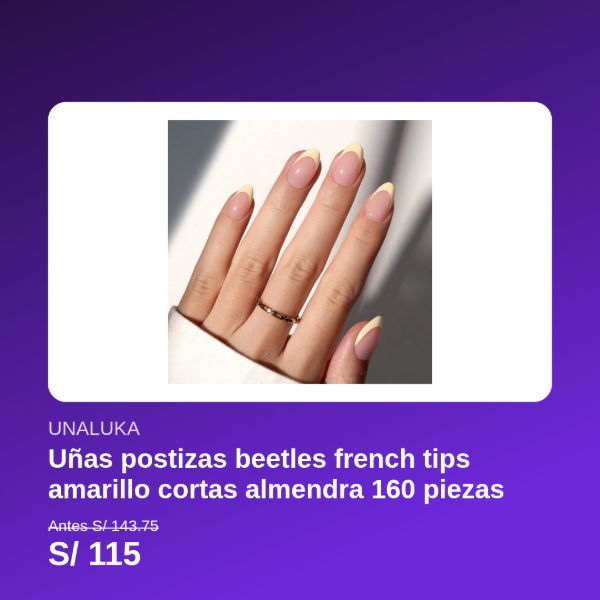 UNALUKA
Uñas postizas beetles french tips
amarillo cortas almendra 160 piezas
Antes S/ 143.75
S/ 115